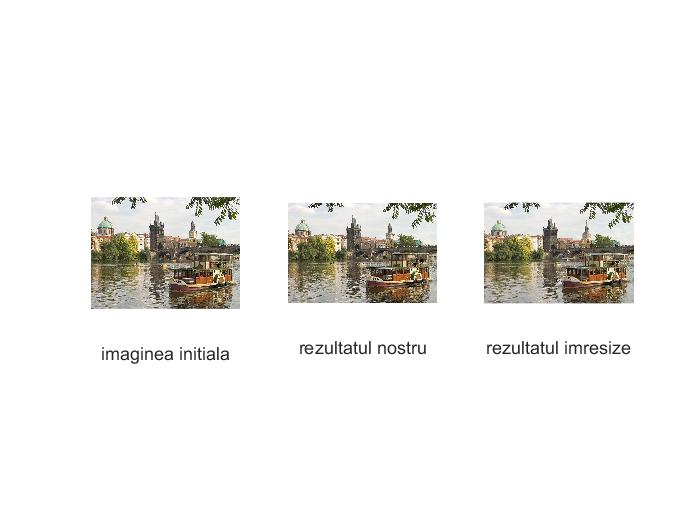 imaginea initiala
rezultatul nostru
rezultatul imresize